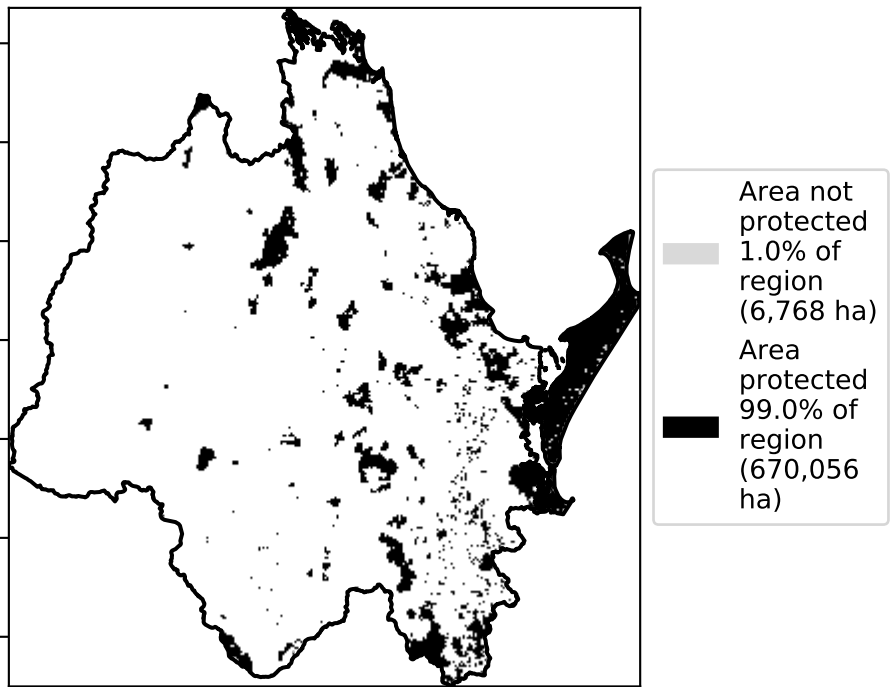 Area not
protected
1.0% of
region
(6,768 ha)
Area
protected
99.0% of
region
(670,056
ha)